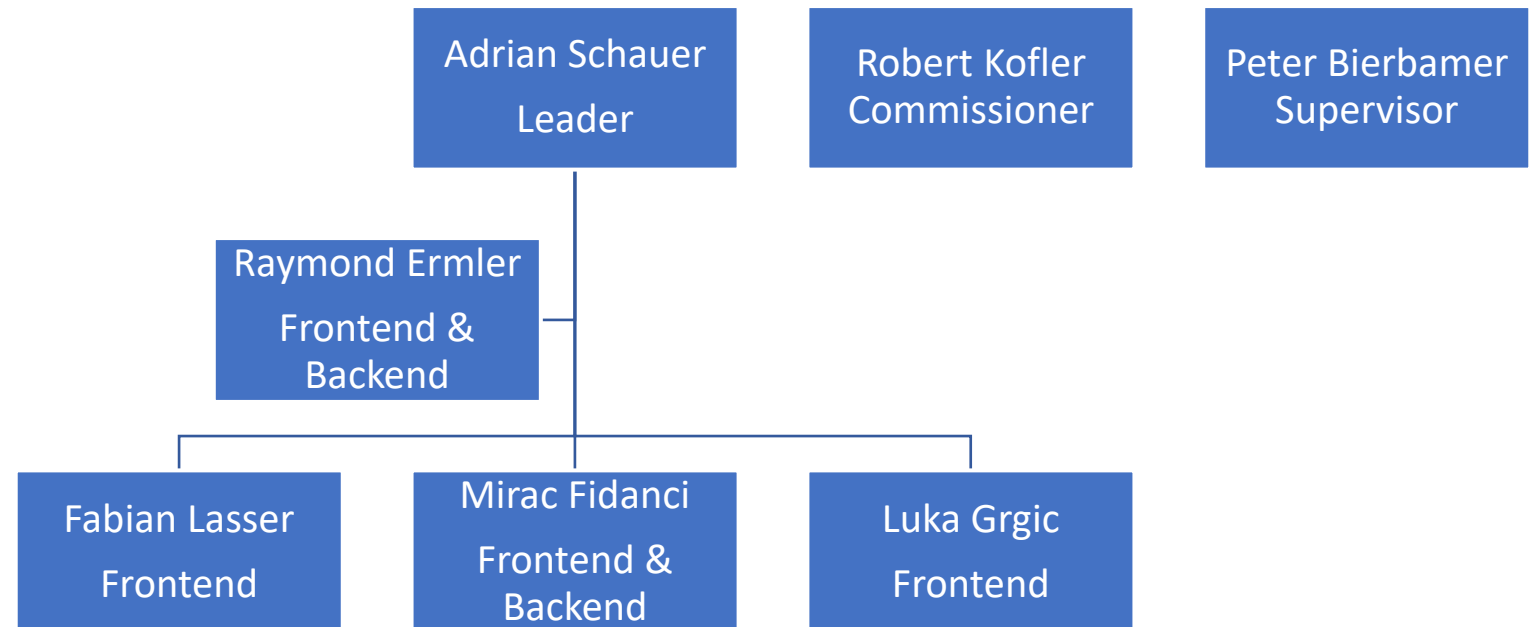 Adrian Schauer
Leader
Robert Kofler
Commissioner
Peter Bierbamer
Supervisor
Raymond Ermler
Frontend &
Backend
Fabian Lasser
Frontend
Mirac Fidanci
Frontend &
Backend
Luka Grgic
Frontend